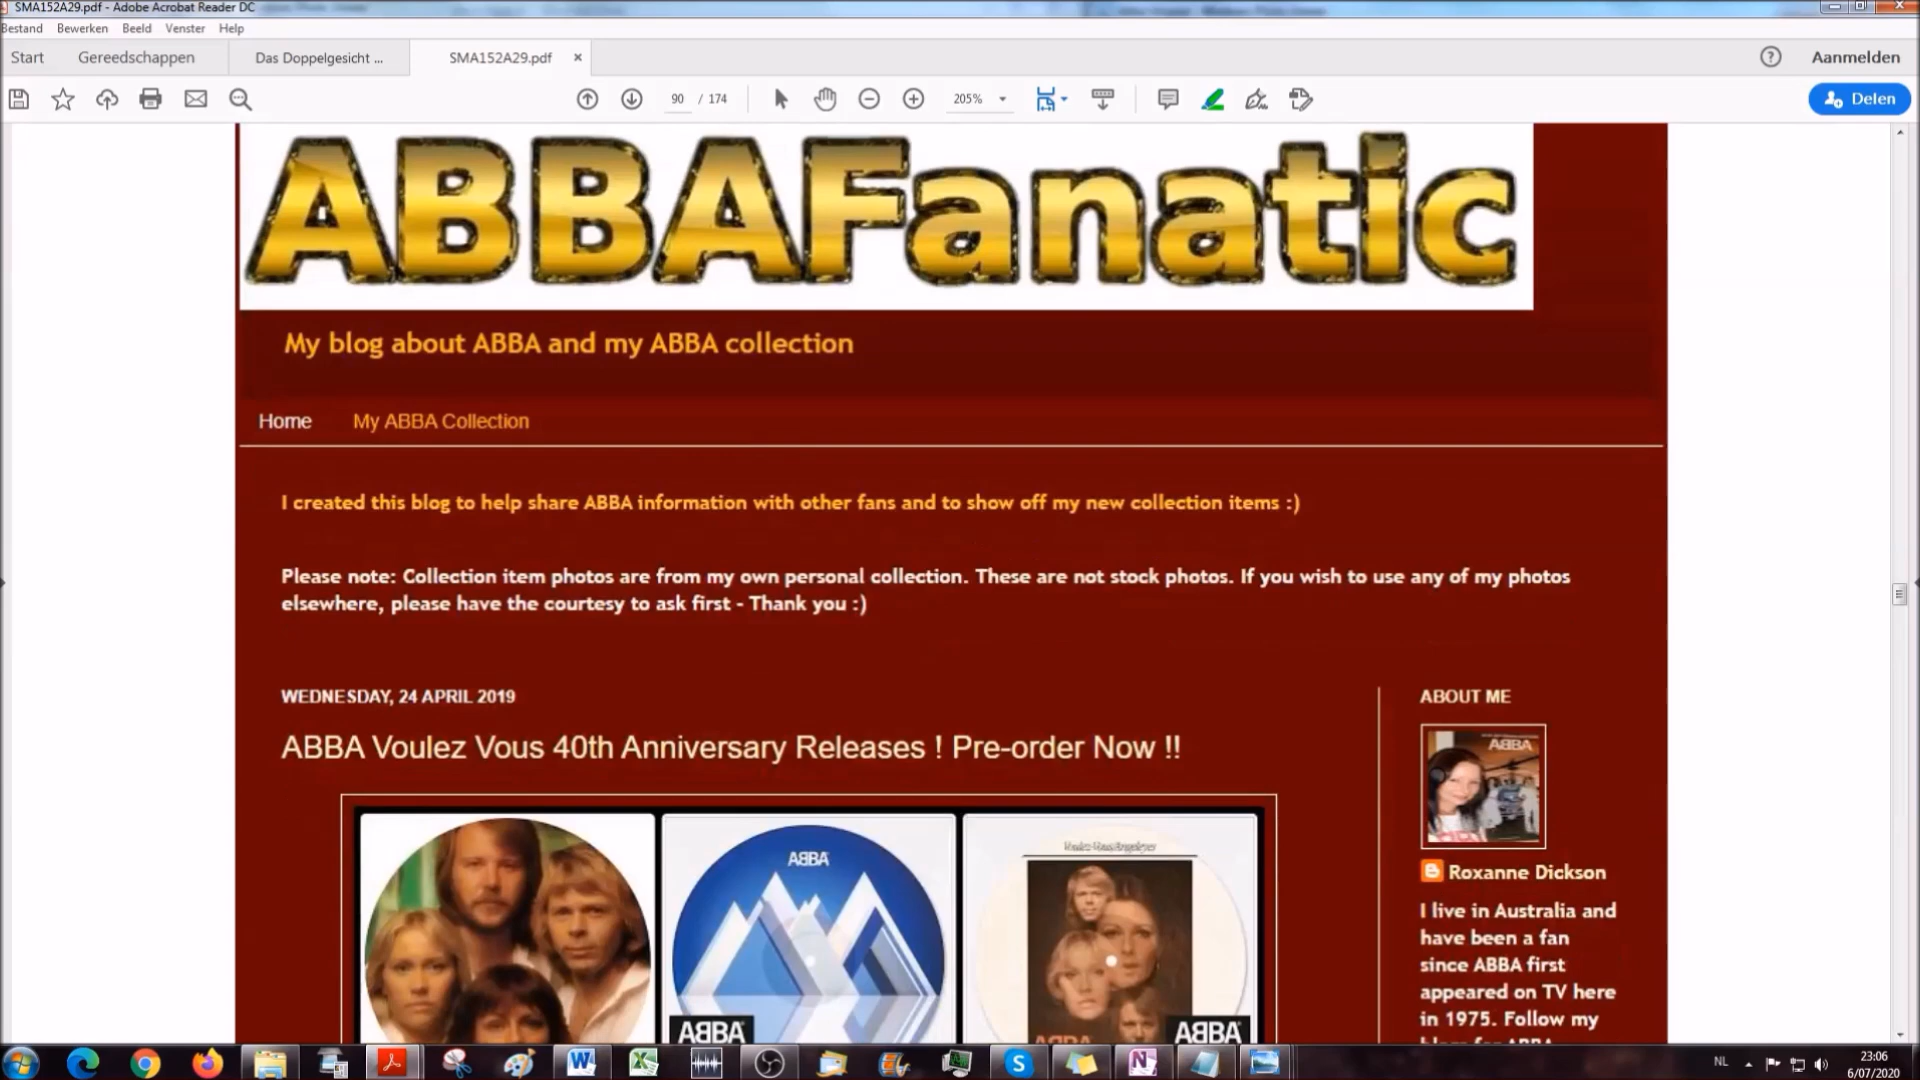 SMA152A29.pdf - Adobe Acrobat Reader DC
Bestand Bewerken Beeld Venster Help
Start Gereedschappen Das Doppelgesicht ... SMA152A29.pdf × Aanmelden
90 / 174 205% Delen
ABBAFanatic
My blog about ABBA and my ABBA collection
Home My ABBA Collection
I created this blog to help share ABBA information with other fans and to show off my new collection items :)
Please note: Collection item photos are from my own personal collection. These are not stock photos. If you wish to use any of my photos
elsewhere, please have the courtesy to ask first - Thank you :)
WEDNESDAY, 24 APRIL 2019
ABBA Voulez Vous 40th Anniversary Releases ! Pre-order Now !!
ABBA
Voulez-Vous/Angeleyes
ABBA
ABBA
ABOUT ME
ABBA
Roxanne Dickson
I live in Australia and
have been a fan
since ABBA first
appeared on TV here
in 1975. Follow my
NL
23:06
6/07/2020